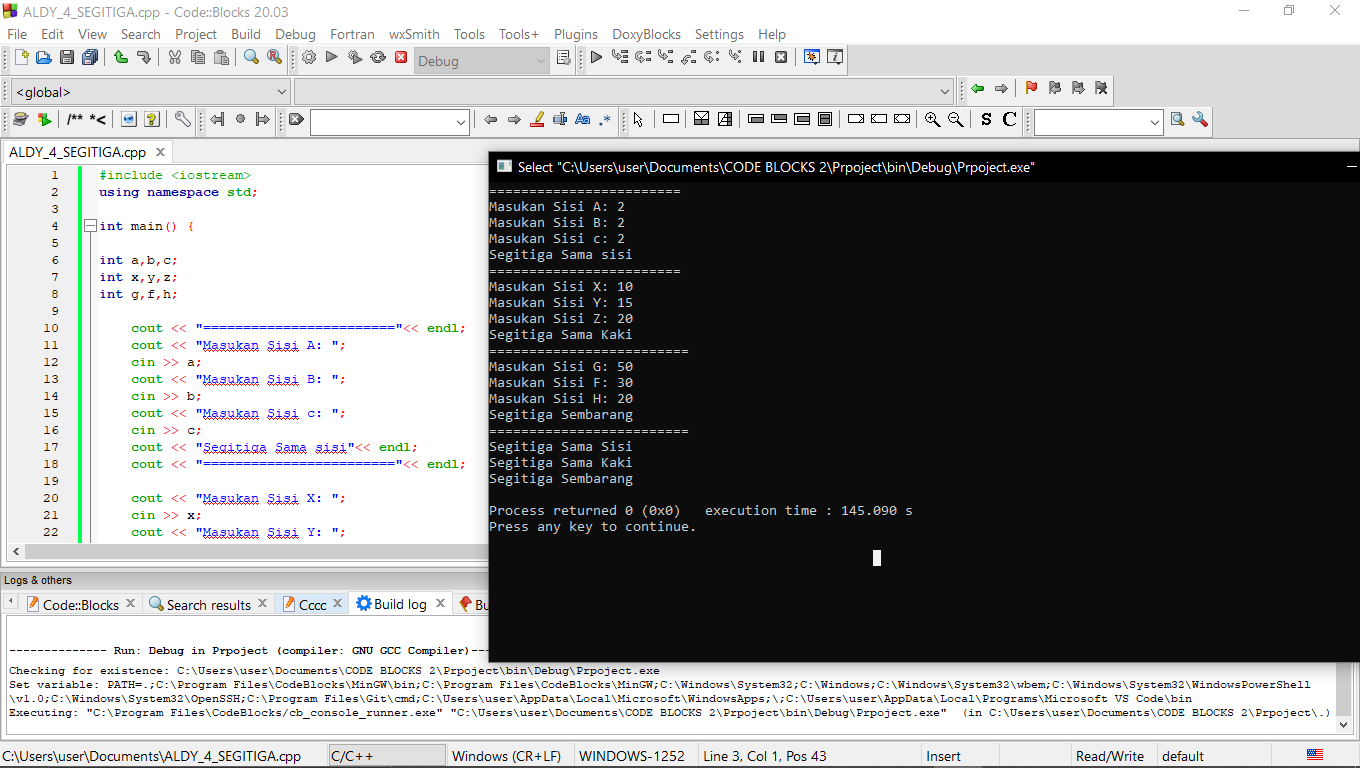 ALDY_4_SEGITIGA.cpp - Code::Blocks 20.03
File Edit View Search Project Build Debug Fortran wxSmith Tools Tools+ Plugins DoxyBlocks Settings Help
Debug
<global>
/** *<
Aa .*
S C
ALDY_4_SEGITIGA.cpp
1 #include <iostream>
2 using namespace std;
3
4 int main() {
5
6 int a,b,c;
7 int x,y,z;
8 int g,f,h;
9
10 cout << "========================"<< endl;
11 cout << "Masukan Sisi A: ";
12 cin >> a;
13 cout << "Masukan Sisi B: ";
14 cin >> b;
15 cout << "Masukan Sisi c: ";
16 cin >> c;
17 cout << "Segitiga Sama sisi"<< endl;
18 cout << "========================"<< endl;
19
20 cout << "Masukan Sisi X: ";
21 cin >> x;
22 cout << "Masukan Sisi Y: ";
Select "C:\Users\user\Documents\CODE BLOCKS 2\Prpoject\bin\Debug\Prpoject.exe"
========================
Masukan Sisi A: 2
Masukan Sisi B: 2
Masukan Sisi c: 2
Segitiga Sama sisi
========================
Masukan Sisi X: 10
Masukan Sisi Y: 15
Masukan Sisi Z: 20
Segitiga Sama Kaki
=========================
Masukan Sisi G: 50
Masukan Sisi F: 30
Masukan Sisi H: 20
Segitiga Sembarang
=========================
Segitiga Sama Sisi
Segitiga Sama Kaki
Segitiga Sembarang
Process returned 0 (0x0)   execution time : 145.090 s
Press any key to continue.
Logs & others
Code::Blocks Search results Cccc Build log Bu
-------------- Run: Debug in Prpoject (compiler: GNU GCC Compiler)---
Checking for existence: C:\Users\user\Documents\CODE BLOCKS 2\Prpoject\bin\Debug\Prpoject.exe
Set variable: PATH=.;C:\Program Files\CodeBlocks\MinGW\bin;C:\Program Files\CodeBlocks\MinGW;C:\Windows\System32;C:\Windows;C:\Windows\System32\wbem;C:\Windows\System32\WindowsPowerShell
\v1.0;C:\Windows\System32\OpenSSH;C:\Program Files\Git\cmd;C:\Users\user\AppData\Local\Microsoft\WindowsApps;\;C:\Users\user\AppData\Local\Programs\Microsoft VS Code\bin
Executing: "C:\Program Files\CodeBlocks/cb_console_runner.exe" "C:\Users\user\Documents\CODE BLOCKS 2\Prpoject\bin\Debug\Prpoject.exe"  (in C:\Users\user\Documents\CODE BLOCKS 2\Prpoject\.)
C:\Users\user\Documents\ALDY_4_SEGITIGA.cpp C/C++ Windows (CR+LF) WINDOWS-1252 Line 3, Col 1, Pos 43 Insert Read/Write default